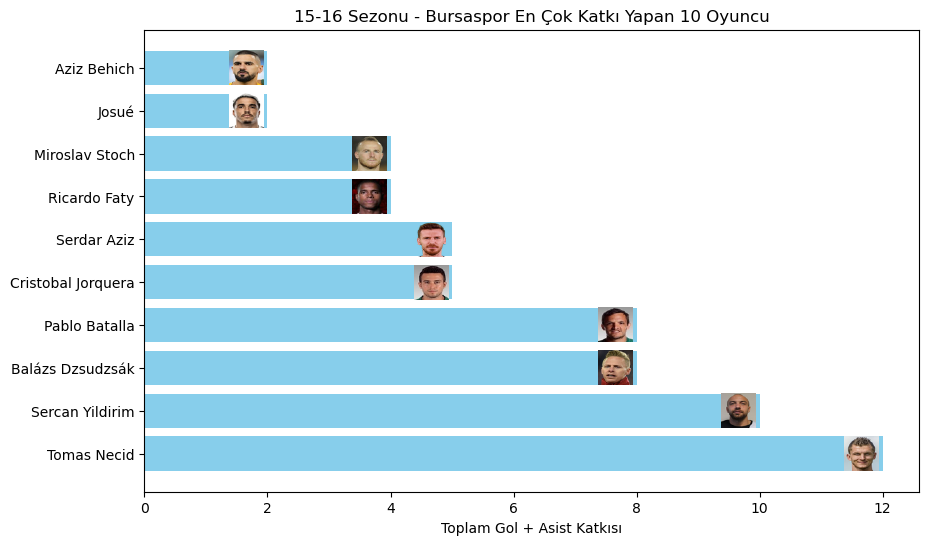 15-16 Sezonu - Bursaspor En Çok Katkı Yapan 10 Oyuncu
Aziz Behich
Josué
Miroslav Stoch
Ricardo Faty
Serdar Aziz
Cristobal Jorquera
Pablo Batalla
Balázs Dzsudzsák
Sercan Yildirim
Tomas Necid
0 2 4 6 8 10 12
Toplam Gol + Asist Katkısı